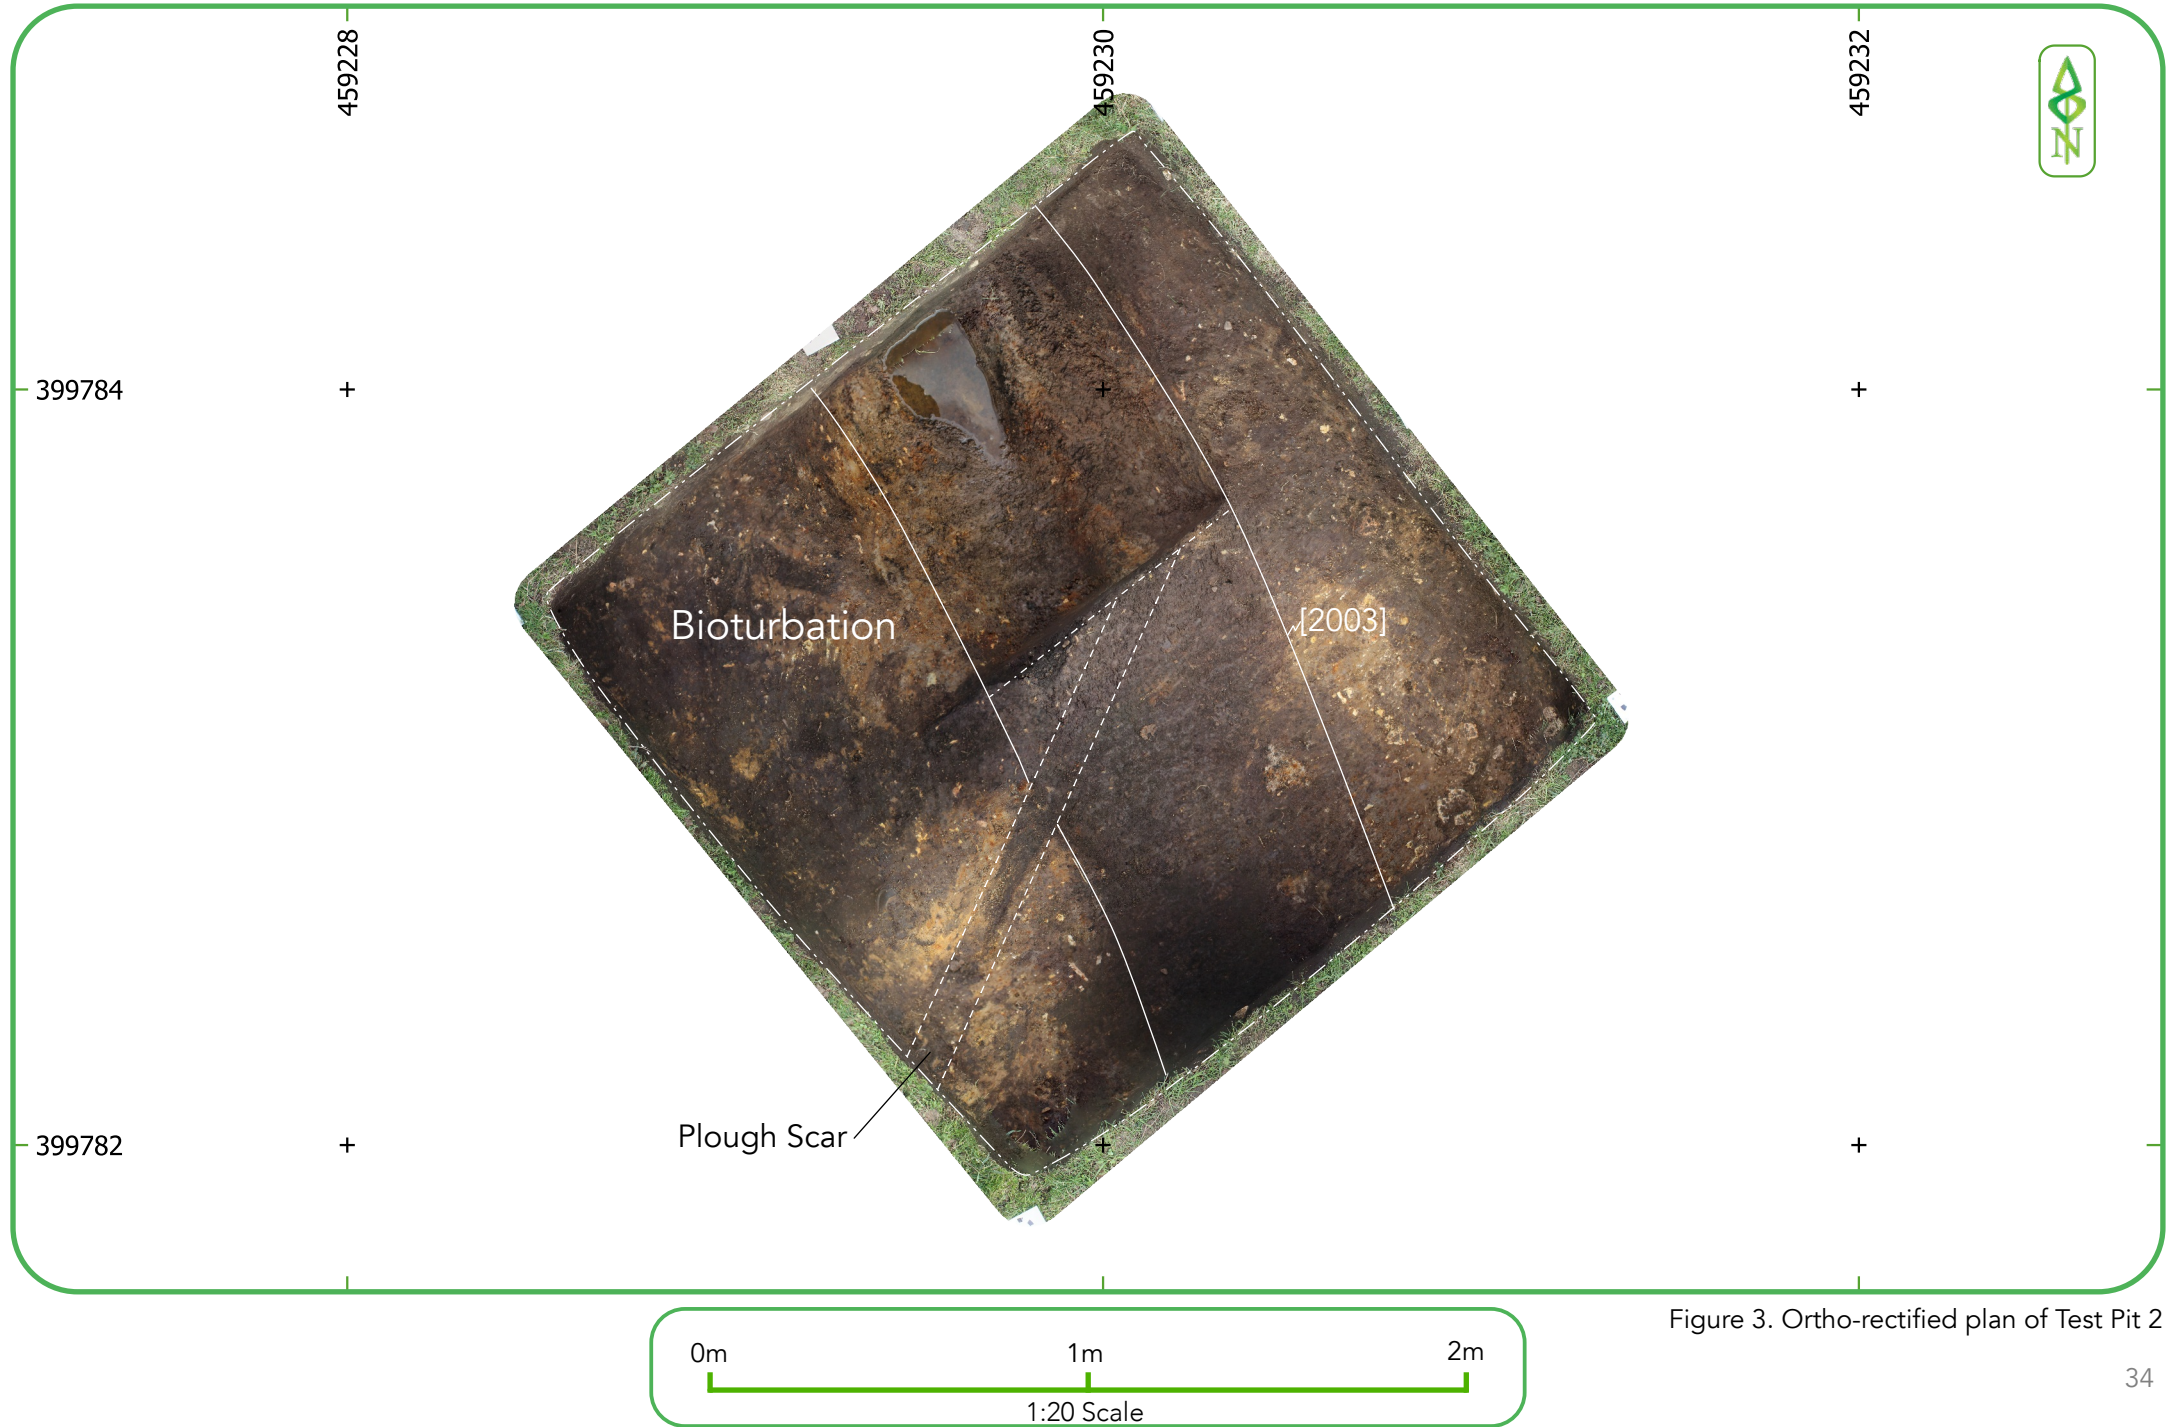 459228
459230
459232
N
399784
Bioturbation
[2003]
Plough Scar
399782
Figure 3. Ortho-rectified plan of Test Pit 2
0m
1m
2m
1:20 Scale
34